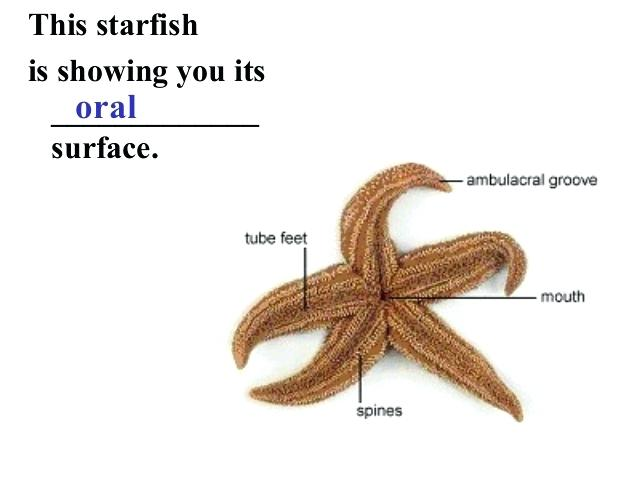 This starfish
is showing you its
oral
surface.
ambulacral groove
tube feet
mouth
spines